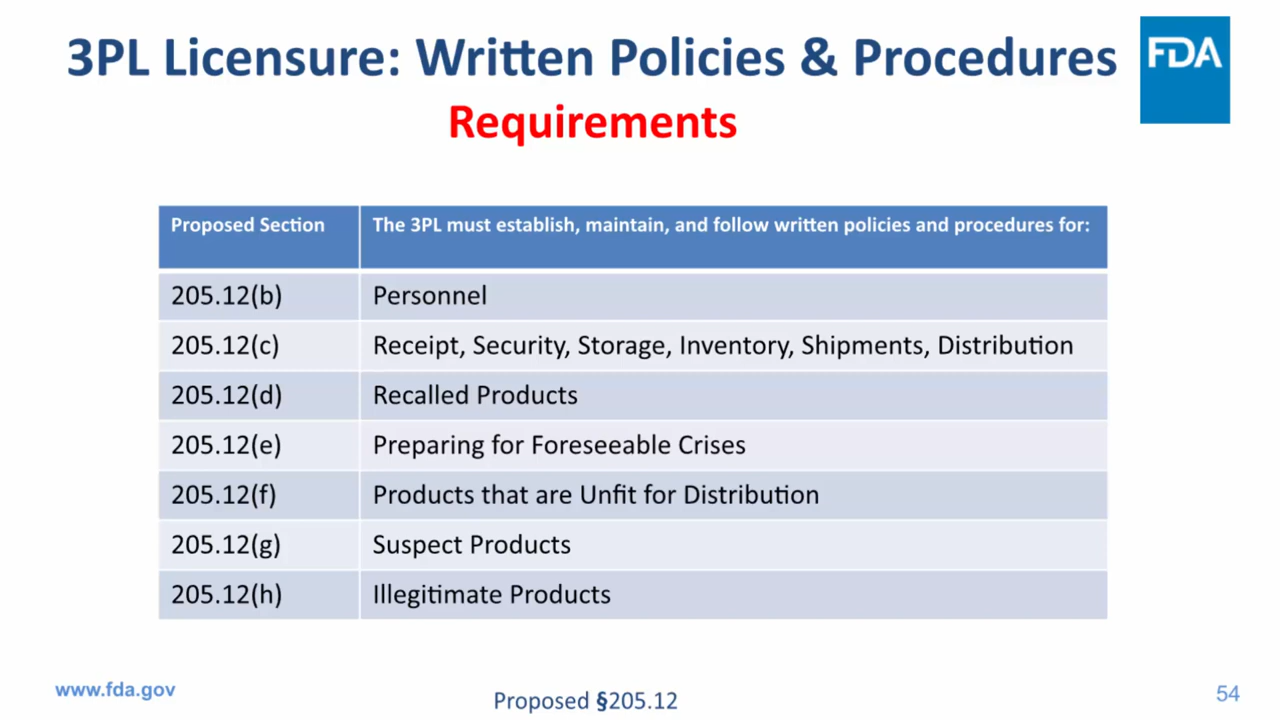 3PL Licensure: Written Policies & Procedures
Requirements
FDA
Proposed Section
The 3PL must establish, maintain, and follow written policies and procedures for:
205.12(b)
Personnel
205.12(c)
Receipt, Security, Storage, Inventory, Shipments, Distribution
205.12(d)
Recalled Products
205.12(e)
Preparing for Foreseeable Crises
205.12(f)
Products that are Unfit for Distribution
205.12(g)
Suspect Products
205.12(h)
Illegitimate Products
www.fda.gov
Proposed §205.12
54